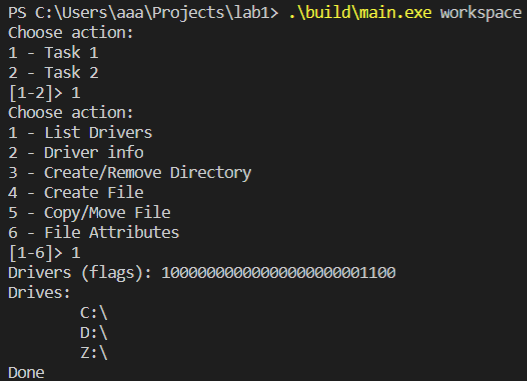 PS C:\Users\aaa\Projects\lab1> .\build\main.exe workspace
Choose action:
1 - Task 1
2 - Task 2
[1-2]> 1
Choose action:
1 - List Drivers
2 - Driver info
3 - Create/Remove Directory
4 - Create File
5 - Copy/Move File
6 - File Attributes
[1-6]> 1
Drivers (flags): 10000000000000000000001100
Drives:
C:\
D:\
Z:\
Done